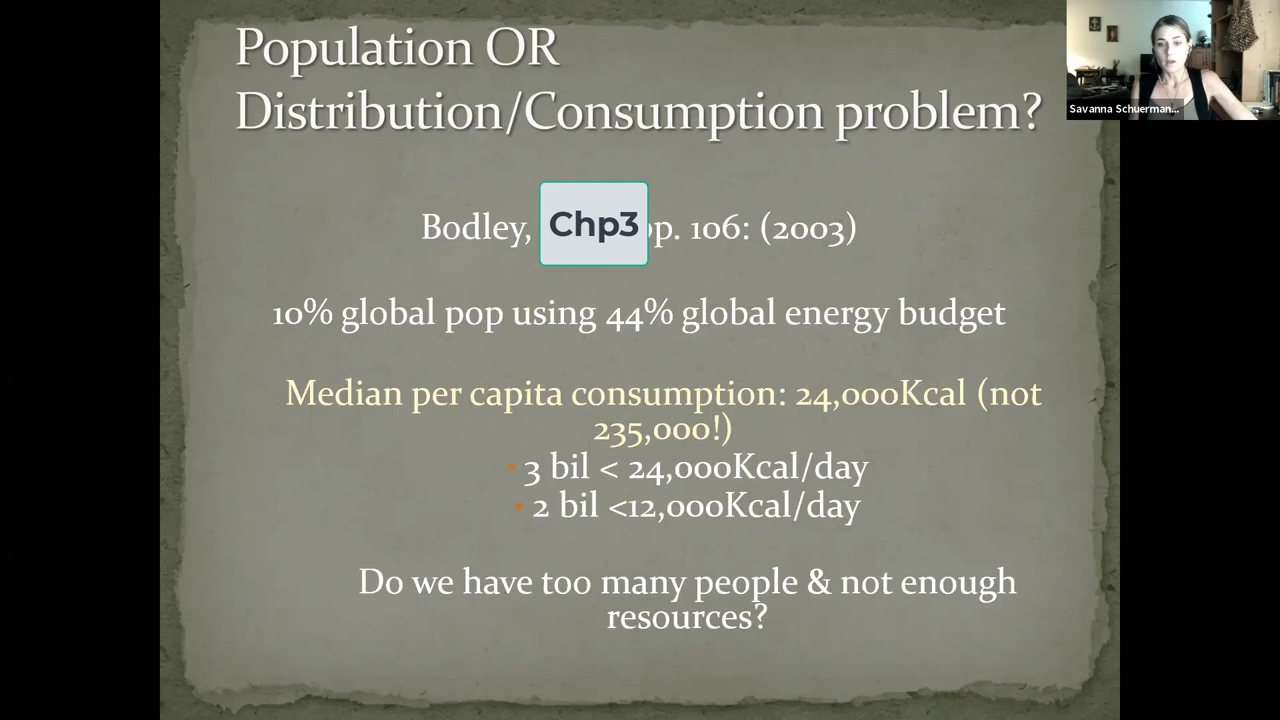 Population OR
Distribution/Consumption problem?
Savanna Schuerman...
Bodley, Chp3 pp. 106: (2003)
10% global pop using 44% global energy budget
Median per capita consumption: 24,000Kcal (not
235,000!)
• 3 bil < 24,000Kcal/day
• 2 bil <12,000Kcal/day
Do we have too many people & not enough
resources?